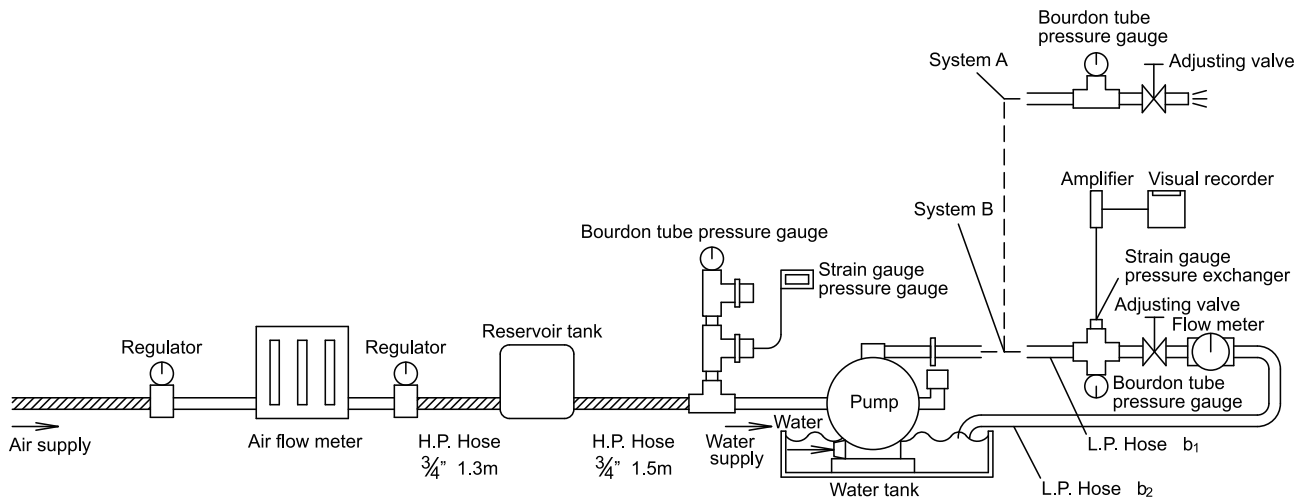 Bourdon tube
pressure gauge
System A
Adjusting valve
Amplifier
Visual recorder
System B
Bourdon tube pressure gauge
Strain gauge
pressure gauge
Strain gauge
pressure exchanger
Adjusting valve
Flow meter
Regulator
Regulator
Reservoir tank
Bourdon tube
pressure gauge
Pump
Air supply
Air flow meter
H.P. Hose
¾" 1.3m
H.P. Hose
¾" 1.5m
Water
supply
Water
Water tank
L.P. Hose b₁
L.P. Hose b₂